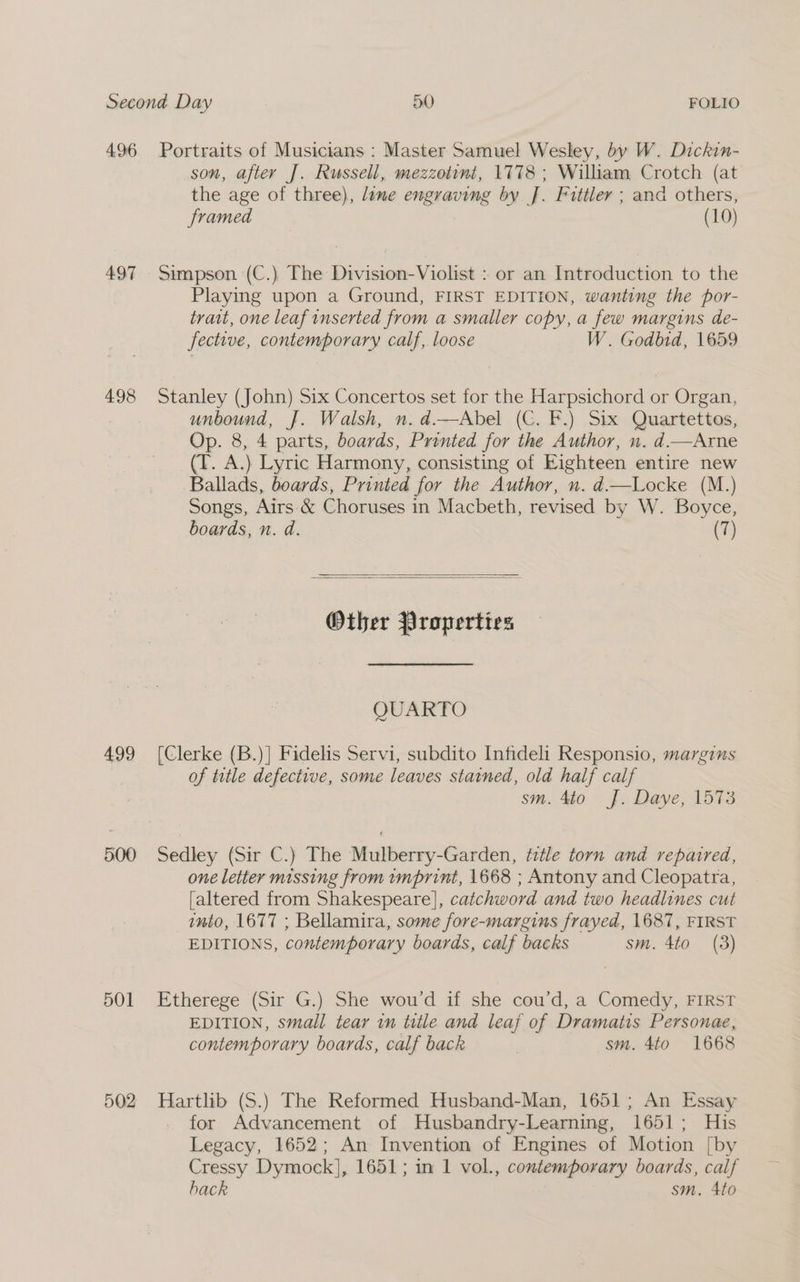 Second Day 50 FOLIO
496 Portraits of Musicians : Master Samuel Wesley, by W. Dickin-
son, after J. Russell, mezzotint, 1778 ; William Crotch (at
the age of three), line engraving by J. Fittler ; and others,
framed (10)
497 Simpson (C.) The Division-Violist : or an Introduction to the
Playing upon a Ground, FIRST EDITION, wanting the por-
trait, one leaf inserted from a smaller copy, a few margins de-
fective, contemporary calf, loose W. Godbid, 1659
498 Stanley (John) Six Concertos set for the Harpsichord or Organ,
unbound, J. Walsh, n. d.—Abel (C. F.) Six Quartettos,
Op. 8, 4 parts, boards, Printed for the Author, n. d.—Arne
(T. A.) Lyric Harmony, consisting of Eighteen entire new
Ballads, boards, Printed for the Author, n. d.—Locke (M.)
Songs, Airs & Choruses in Macbeth, revised by W. Boyce,
boards, n. d. (7)
Other Properties
QUARTO
499 [Clerke (B.)] Fidelis Servi, subdito Infideli Responsio, margins
of title defective, some leaves stained, old half calf
sm. 4to J. Daye, 1573
500 Sedley (Sir C.) The Mulberry-Garden, title torn and repaired,
one letter missing from imprint, 1668 ; Antony and Cleopatra,
[altered from Shakespeare], catchword and two headlines cut
into, 1677 ; Bellamira, some fore-margins frayed, 1687, FIRST
EDITIONS, contemporary boards, calf backs sm. 4to (3)
501 Etherege (Sir G.) She wou'd if she cou'd, a Comedy, FIRST
EDITION, small tear in title and leaf of Dramatis Personae,
contemporary boards, calf back sm. 4to 1668
502 Hartlib (S.) The Reformed Husband-Man, 1651 ; An Essay
for Advancement of Husbandry-Learning, 1651 ; His
Legacy, 1652 ; An Invention of Engines of Motion [by
Cressy Dymock], 1651 ; in 1 vol., contemporary boards, calf
back sm. 4to